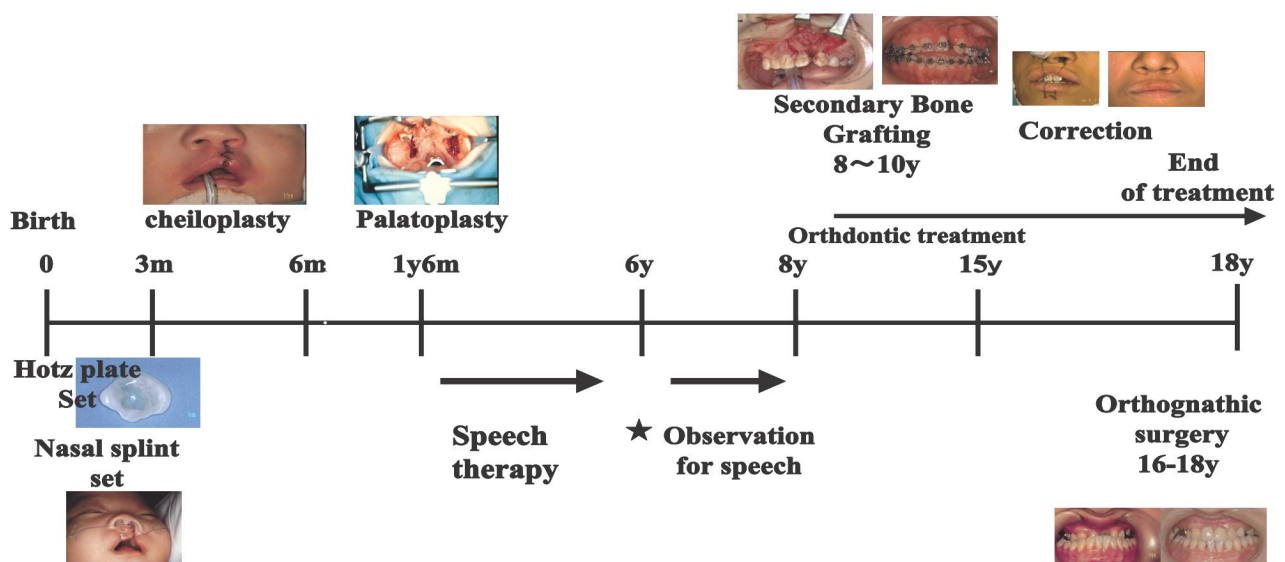 Secondary Bone
Grafting
8～10y
Correction
End
of treatment
cheiloplasty
Palatoplasty
Birth
Orthdontic treatment
0
3m
6m
1y6m
6y
8y
15y
18y
Hotz plate
Set
Nasal splint
set
Speech
therapy
★ Observation
for speech
Orthognathic
surgery
16-18y